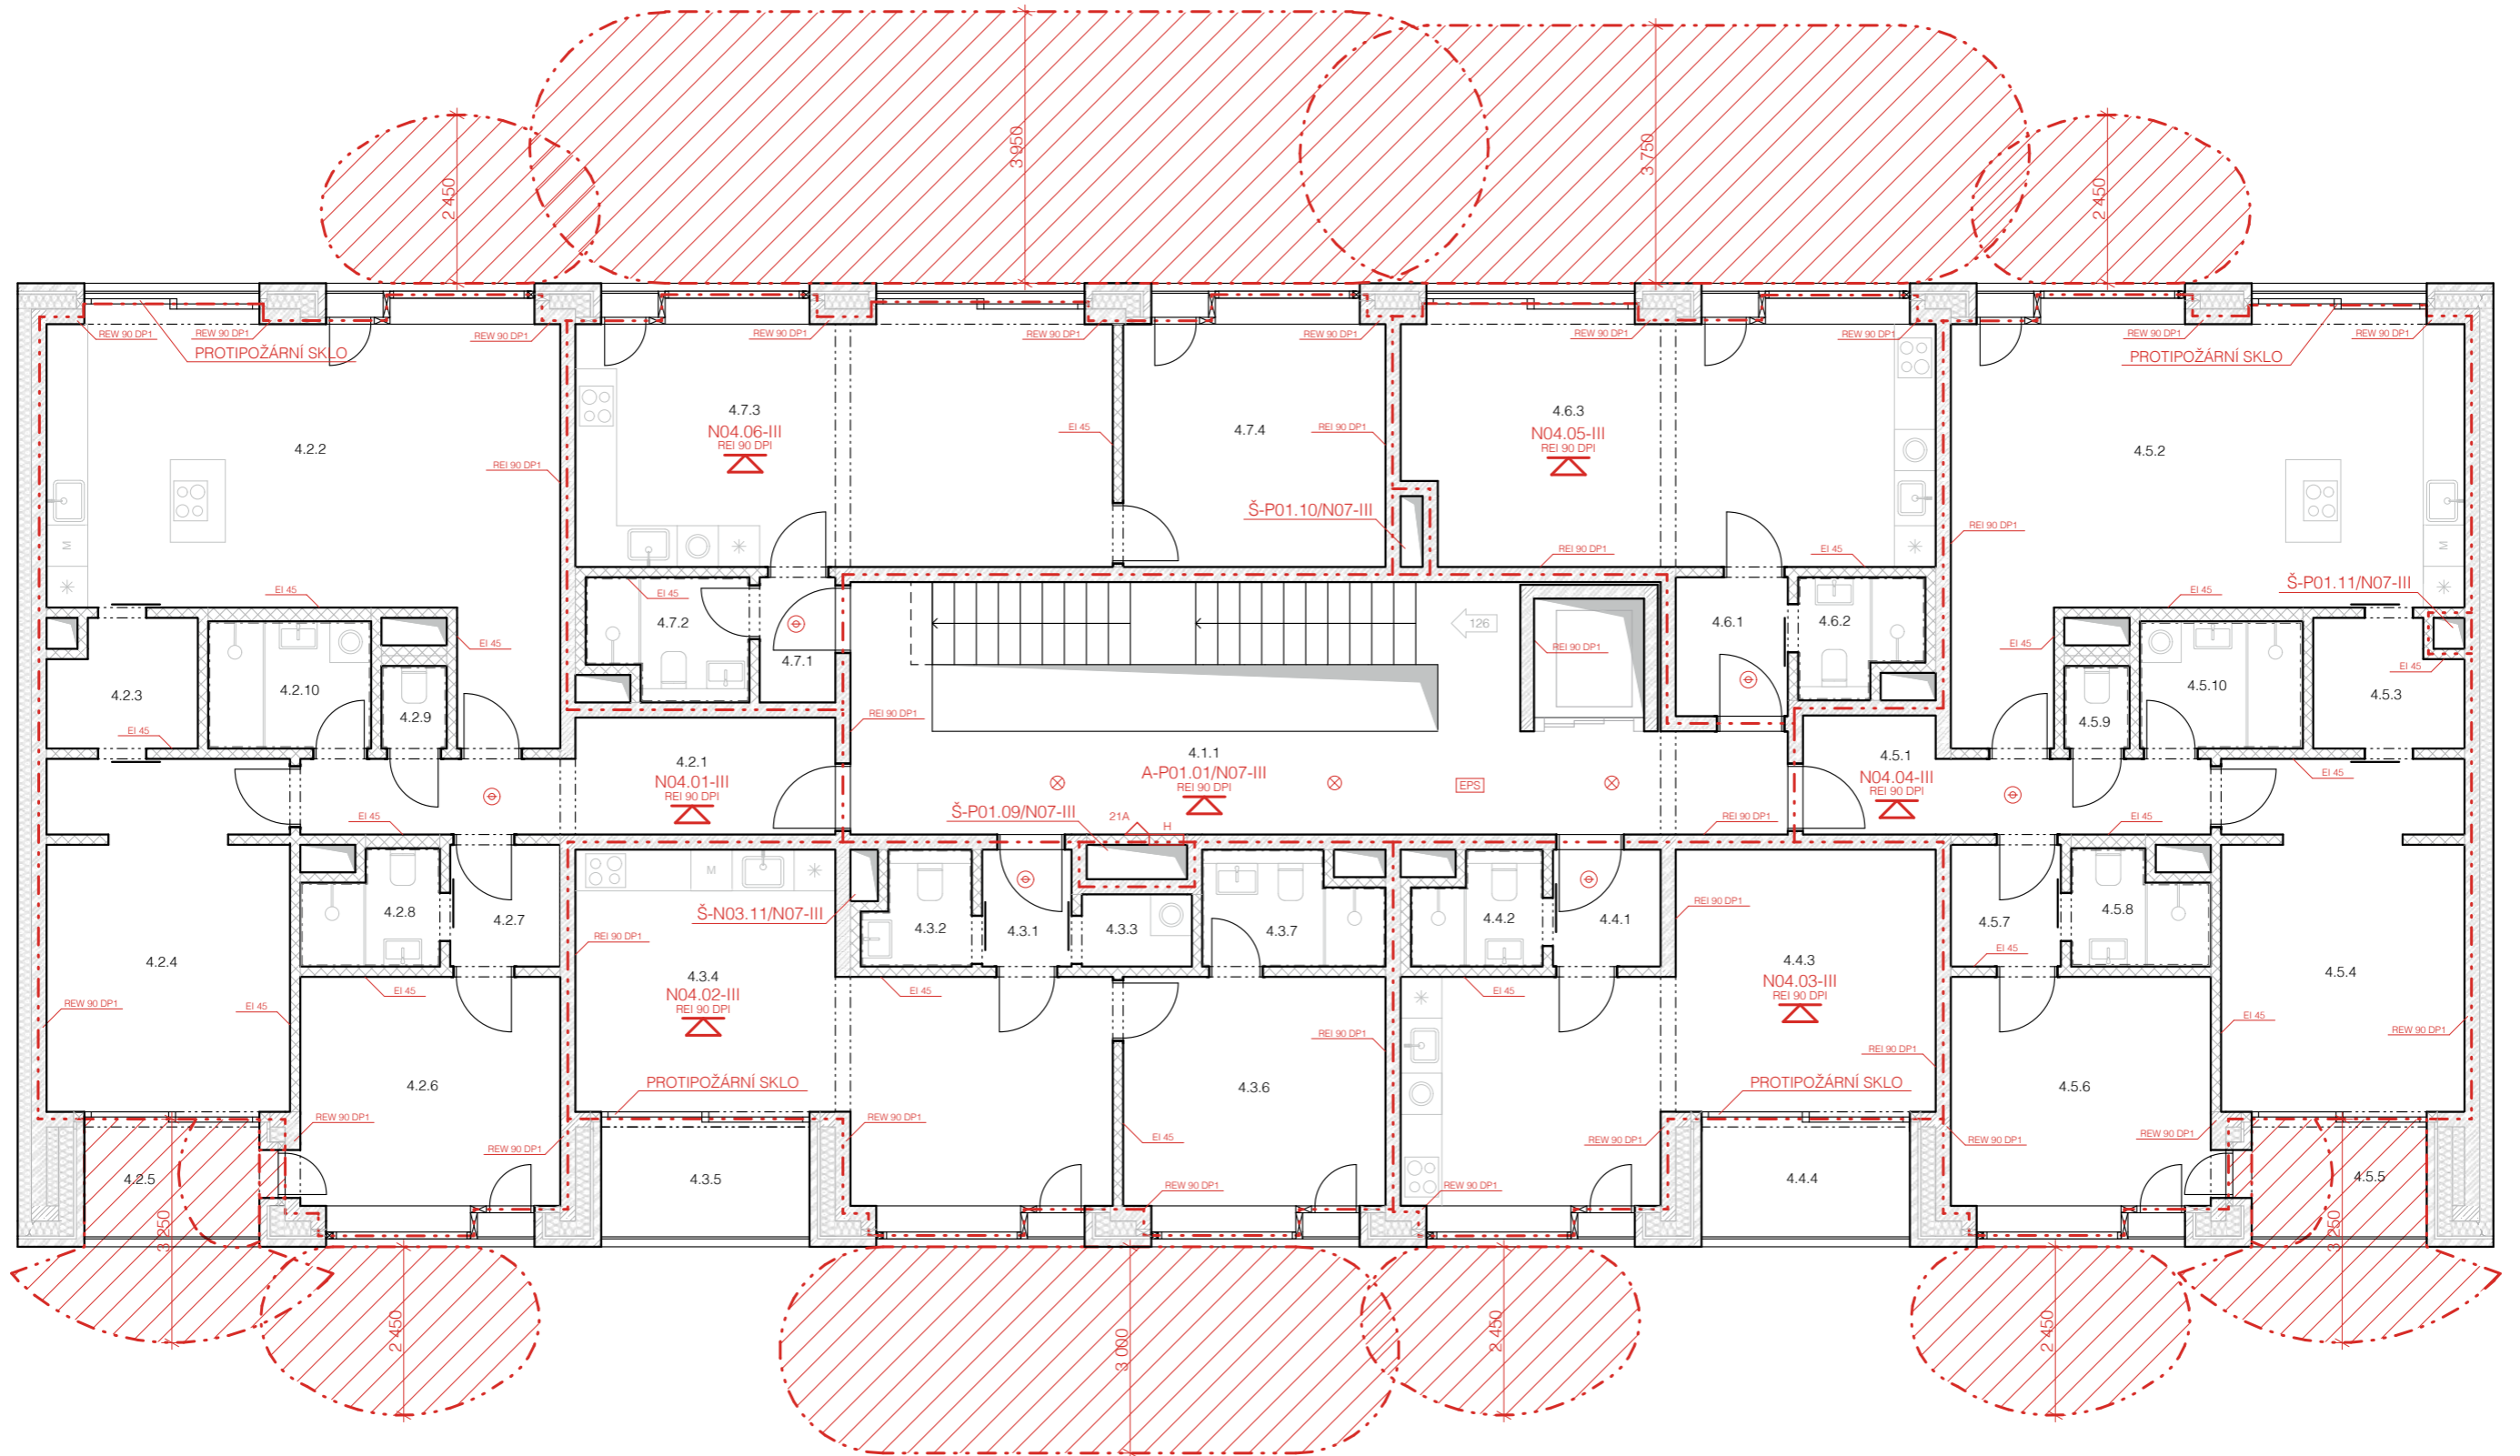 3 950
3 750
2 450
2 450
REW 90 DP1
REW 90 DP1
REW 90 DP1
REW 90 DP1
REW 90 DP1
REW 90 DP1
REW 90 DP1
REW 90 DP1
REW 90 DP1
REW 90 DP1
PROTIPOŽÁRNÍ SKLO
PROTIPOŽÁRNÍ SKLO
4.2.2
4.7.3
N04.06-III
REI 90 DPI
EI 45
4.7.4
REI 90 DP1
4.6.3
N04.05-III
REI 90 DPI
4.5.2
REI 90 DP1
REI 90 DP1
Š-P01.10/N07-III
M
M
REI 90 DP1
EI 45
Š-P01.11/N07-III
EI 45
EI 45
EI 45
126
4.7.2
4.6.1
4.6.2
EI 45
REI 90 DP1
EI 45
4.7.1
EI 45
4.2.3
4.2.10
4.2.9
4.5.9
4.5.10
4.5.3
REI 90 DP1
EI 45
4.2.1
N04.01-III
REI 90 DPI
4.1.1
A-P01.01/N07-III
REI 90 DPI
4.5.1
N04.04-III
REI 90 DPI
EPS
EI 45
EI 45
Š-P01.09/N07-III
21A
H
REI 90 DP1
EI 45
M
4.2.8
4.2.7
Š-N03.11/N07-III
4.3.2
4.3.1
4.3.3
4.3.7
4.4.2
4.4.1
REI 90 DP1
4.5.7
4.5.8
REI 90 DP1
4.2.4
EI 45
4.3.4
N04.02-III
REI 90 DPI
EI 45
EI 45
4.4.3
N04.03-III
REI 90 DPI
EI 45
4.5.4
REW 90 DP1
EI 45
REI 90 DP1
REI 90 DP1
EI 45
REW 90 DP1
4.2.6
PROTIPOŽÁRNÍ SKLO
4.3.6
PROTIPOŽÁRNÍ SKLO
4.5.6
REW 90 DP1
REW 90 DP1
REW 90 DP1
EI 45
REW 90 DP1
REW 90 DP1
REW 90 DP1
4.2.5
4.3.5
REW 90 DP1
REW 90 DP1
4.4.4
4.5.5
3 250
3 250
2 450
3 000
2 450
2 450